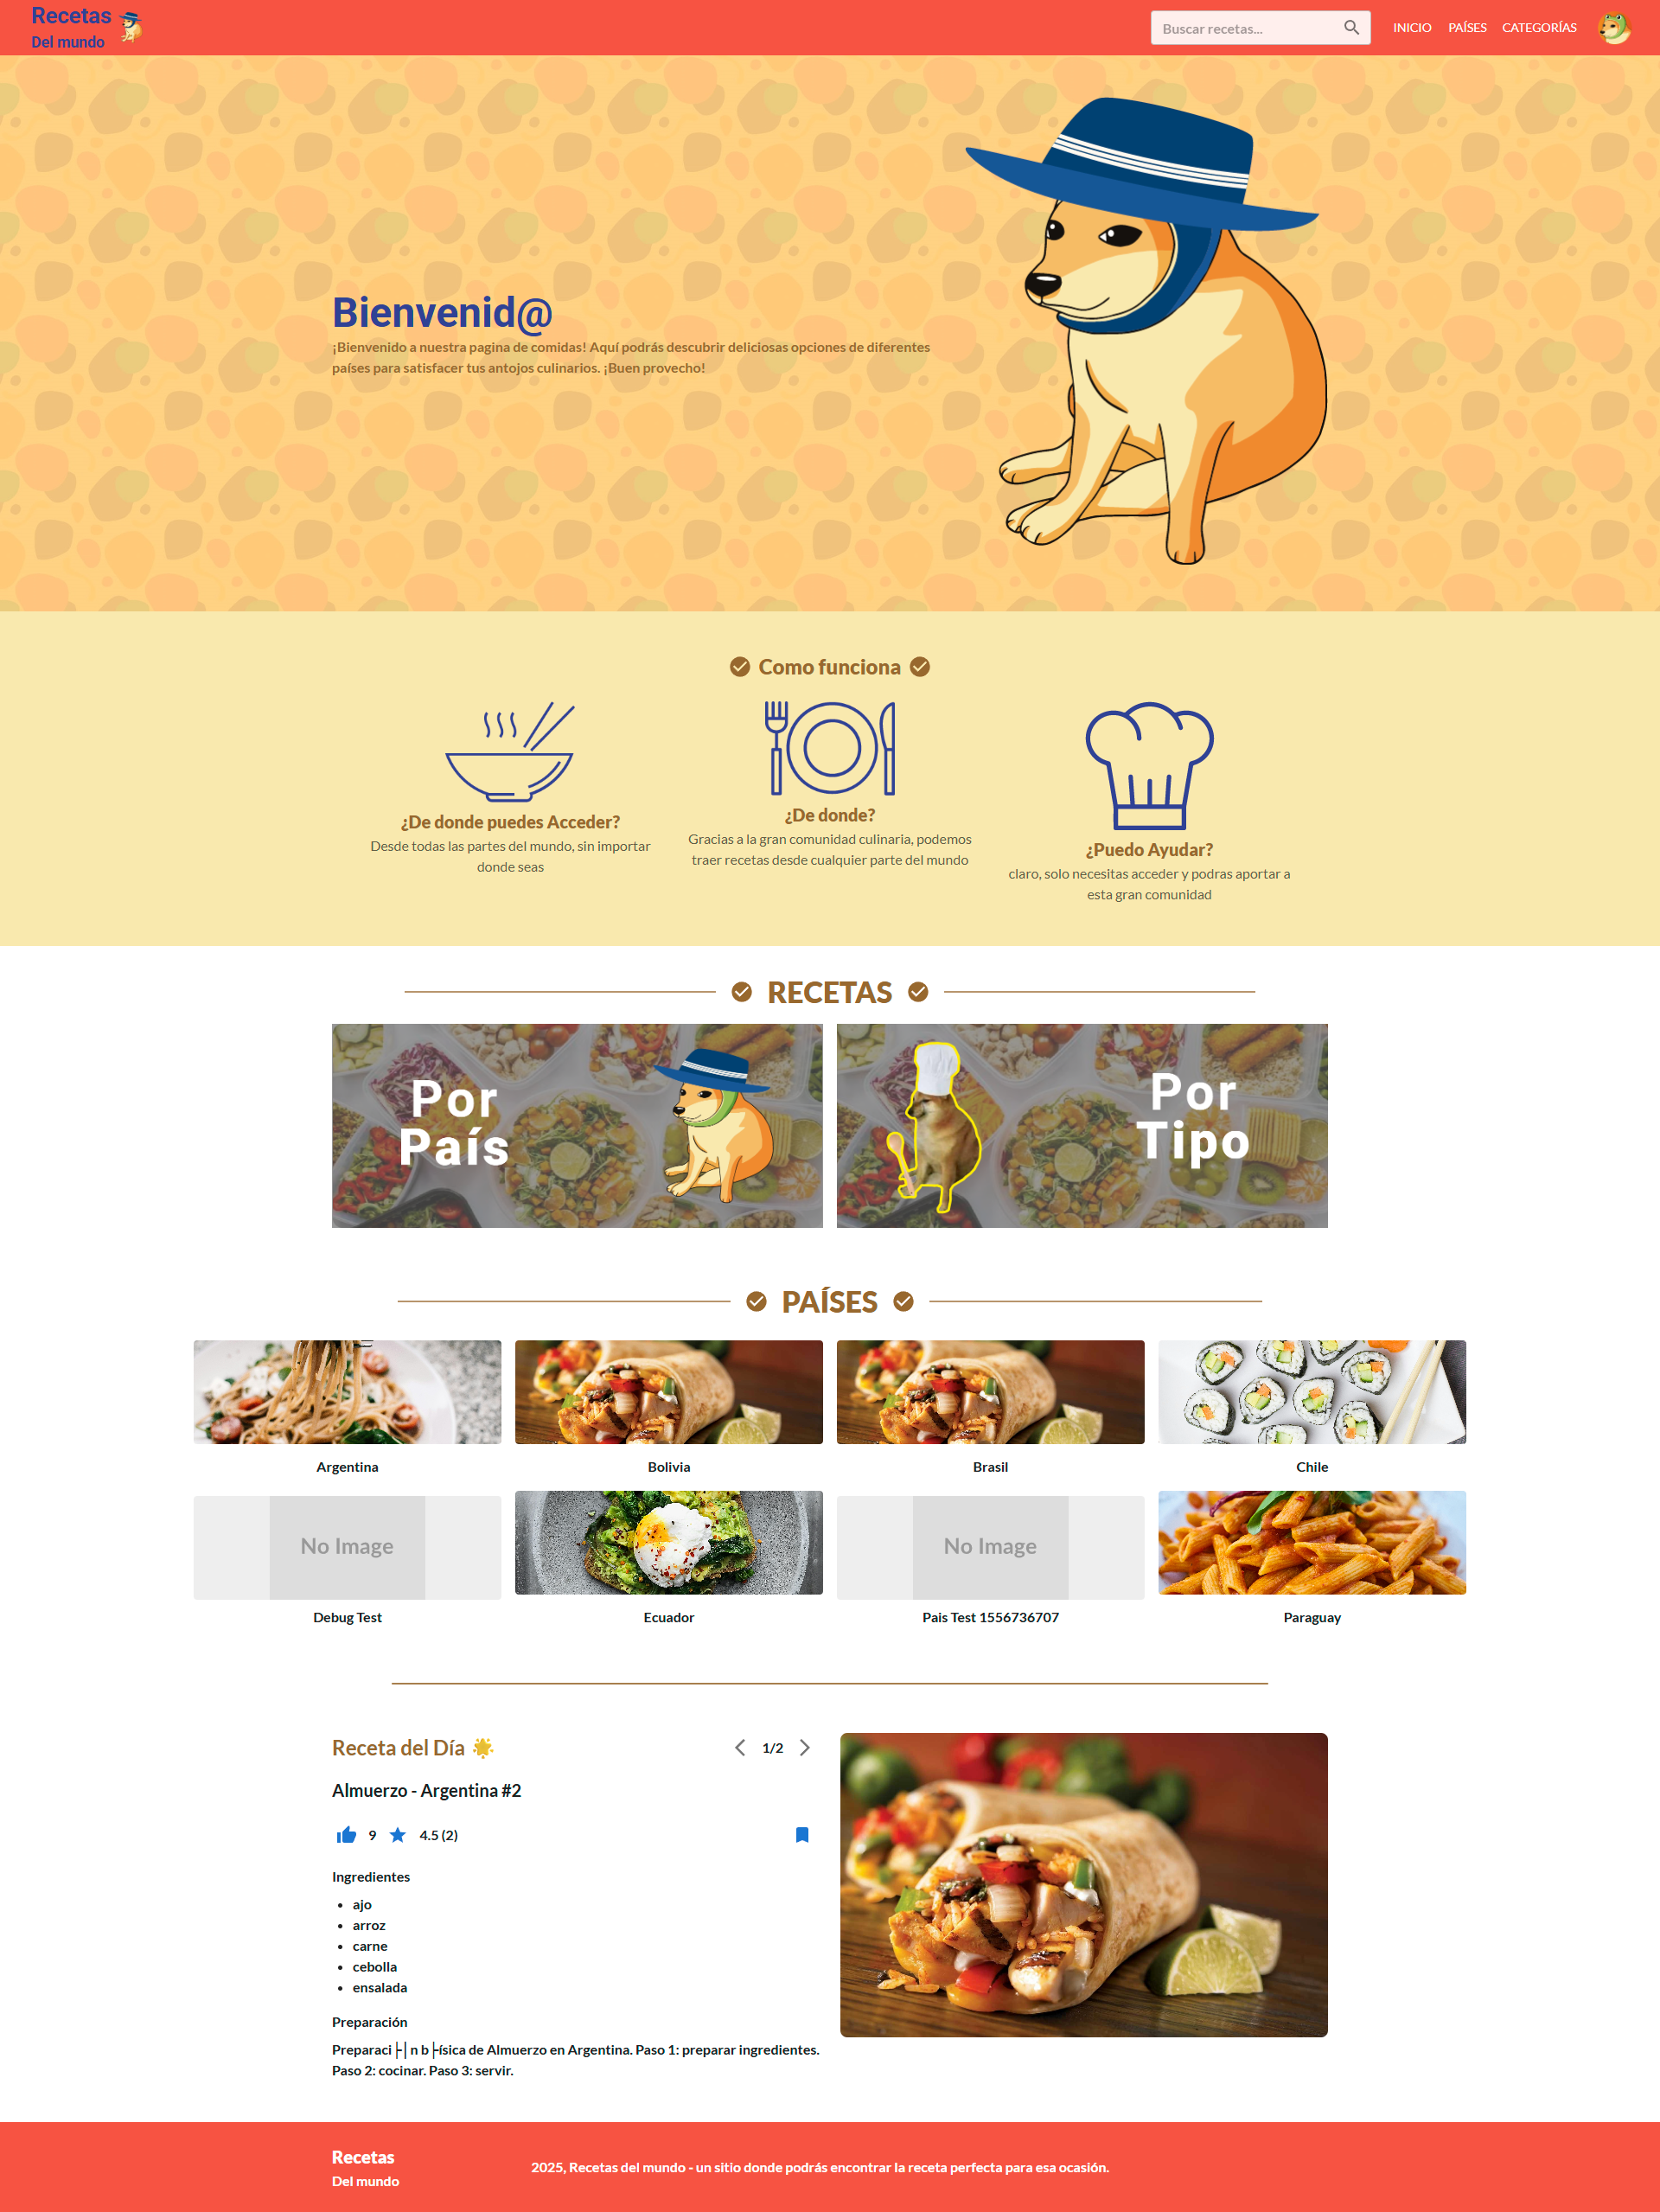 Recetas
Del mundo
Buscar recetas...
INICIO
PAÍSES
CATEGORÍAS
Bienvenid@
¡Bienvenido a nuestra pagina de comidas! Aquí podrás descubrir deliciosas opciones de diferentes
países para satisfacer tus antojos culinarios. ¡Buen provecho!
Como funciona
¿De donde puedes Acceder?
Desde todas las partes del mundo, sin importar
donde seas
¿De donde?
Gracias a la gran comunidad culinaria, podemos
traer recetas desde cualquier parte del mundo
¿Puedo Ayudar?
claro, solo necesitas acceder y podras aportar a
esta gran comunidad
RECETAS
Por
País
Por
Tipo
PAÍSES
Argentina
Bolivia
Brasil
Chile
No Image
No Image
Debug Test
Ecuador
Pais Test 1556736707
Paraguay
Receta del Día 🌟
1/2
Almuerzo - Argentina #2
9
4.5 (2)
Ingredientes
ajo
arroz
carne
cebolla
ensalada
Preparación
Preparaci├│n b├ísica de Almuerzo en Argentina. Paso 1: preparar ingredientes.
Paso 2: cocinar. Paso 3: servir.
Recetas
Del mundo
2025, Recetas del mundo - un sitio donde podrás encontrar la receta perfecta para esa ocasión.